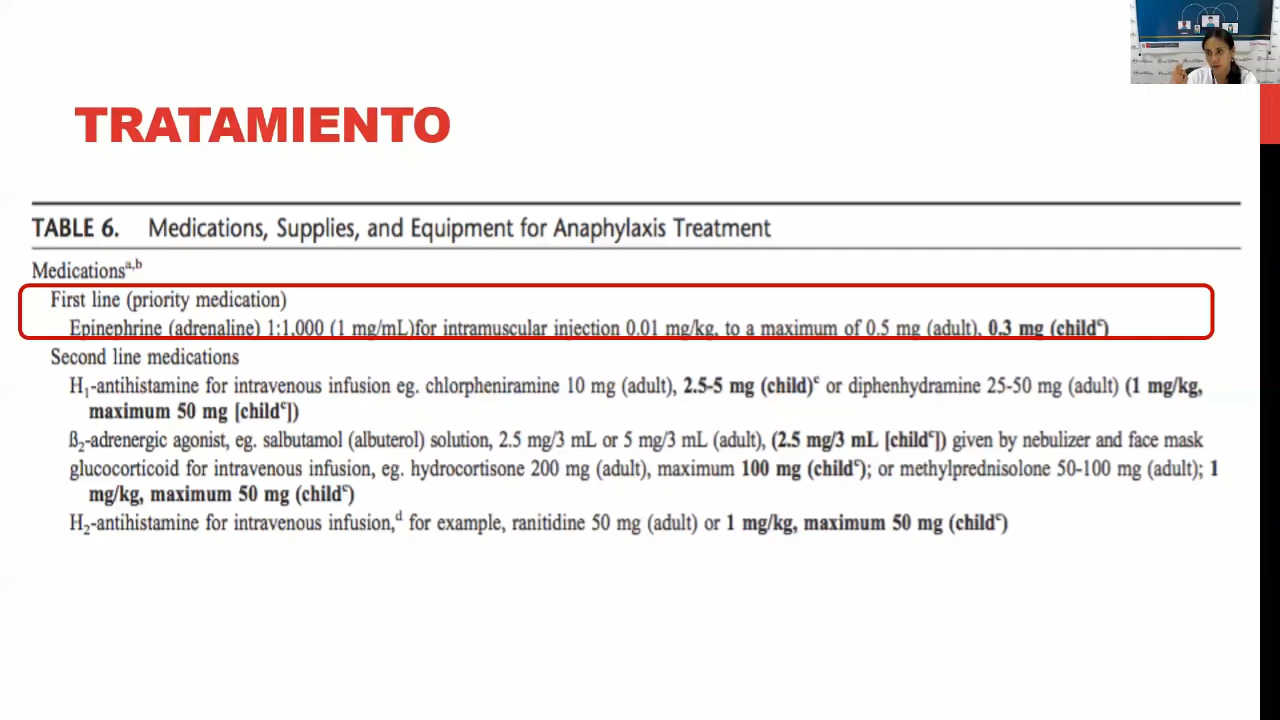 TRATAMIENTO
TABLE 6. Medications, Supplies, and Equipment for Anaphylaxis Treatment
Medicationsᵃ,ᵇ
First line (priority medication)
Epinephrine (adrenaline) 1:1,000 (1 mg/mL)for intramuscular injection 0.01 mg/kg, to a maximum of 0.5 mg (adult), 0.3 mg (childᶜ)
Second line medications
H₁-antihistamine for intravenous infusion eg. chlorpheniramine 10 mg (adult), 2.5-5 mg (child)ᶜ or diphenhydramine 25-50 mg (adult) (1 mg/kg,
maximum 50 mg [childᶜ])
ß₂-adrenergic agonist, eg. salbutamol (albuterol) solution, 2.5 mg/3 mL or 5 mg/3 mL (adult), (2.5 mg/3 mL [childᶜ]) given by nebulizer and face mask
glucocorticoid for intravenous infusion, eg. hydrocortisone 200 mg (adult), maximum 100 mg (childᶜ); or methylprednisolone 50-100 mg (adult); 1
mg/kg, maximum 50 mg (childᶜ)
H₂-antihistamine for intravenous infusion,ᵈ for example, ranitidine 50 mg (adult) or 1 mg/kg, maximum 50 mg (childᶜ)